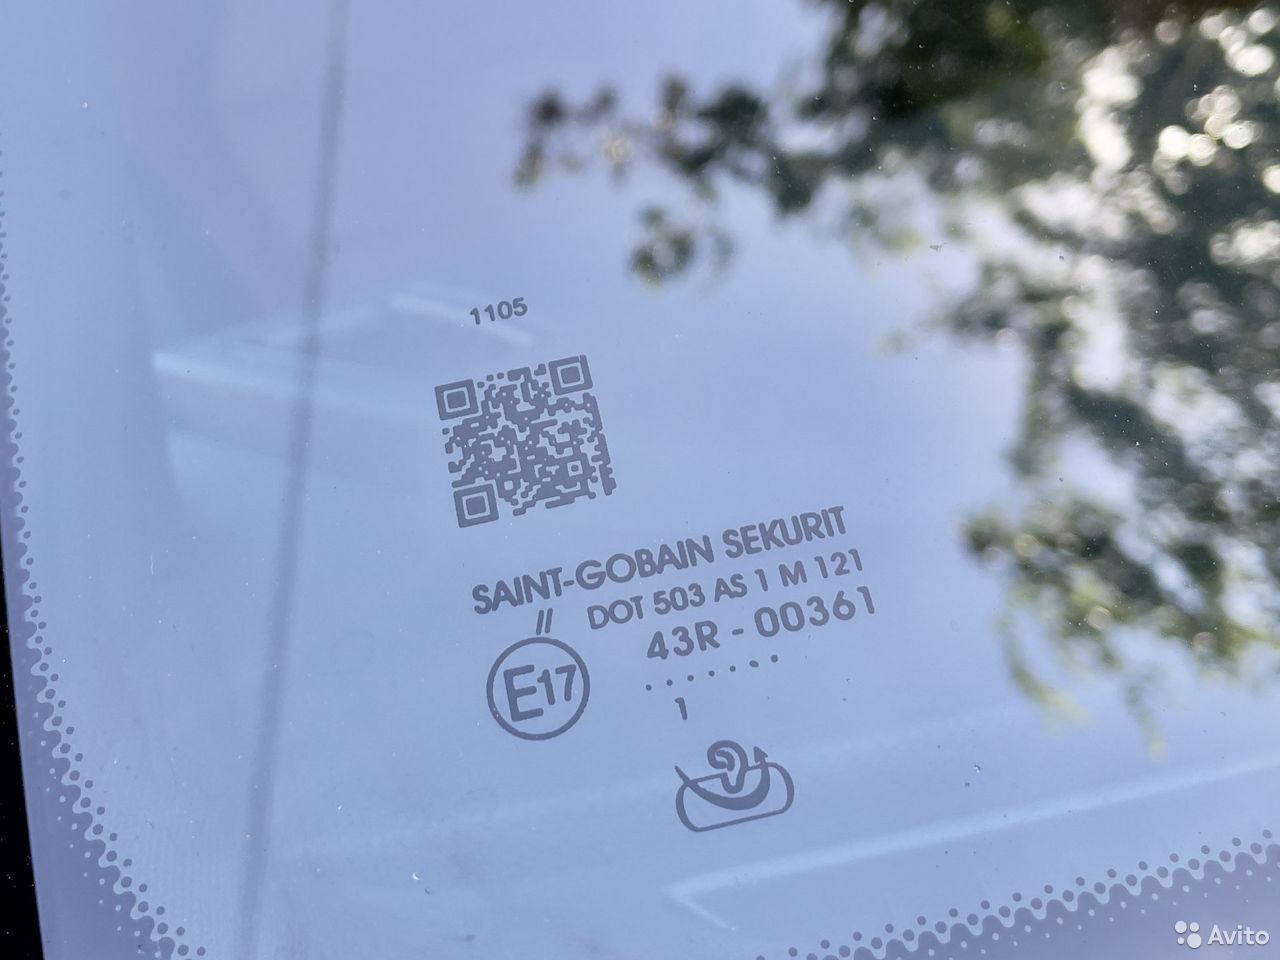 1105
SAINT-GOBAIN SEKURIT
// DOT 503 AS 1 M 121
E17 43R - 00361
.......
1
Avito